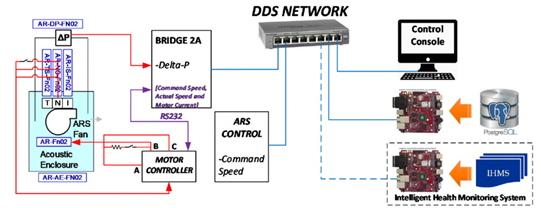 DDS NETWORK
AR-DP-FN02
ΔP
BRIDGE 2A
-Delta-P
[Command Speed,
Actual Speed and
Motor Current]
RS232
T N I
ARS
Fan
AR-Fn02
Acoustic
Enclosure
AR-AE-FN02
A
B
C
MOTOR
CONTROLLER
ARS
CONTROL
-Command
Speed
Control
Console
PostgreSQL
IHMS
Intelligent Health Monitoring System